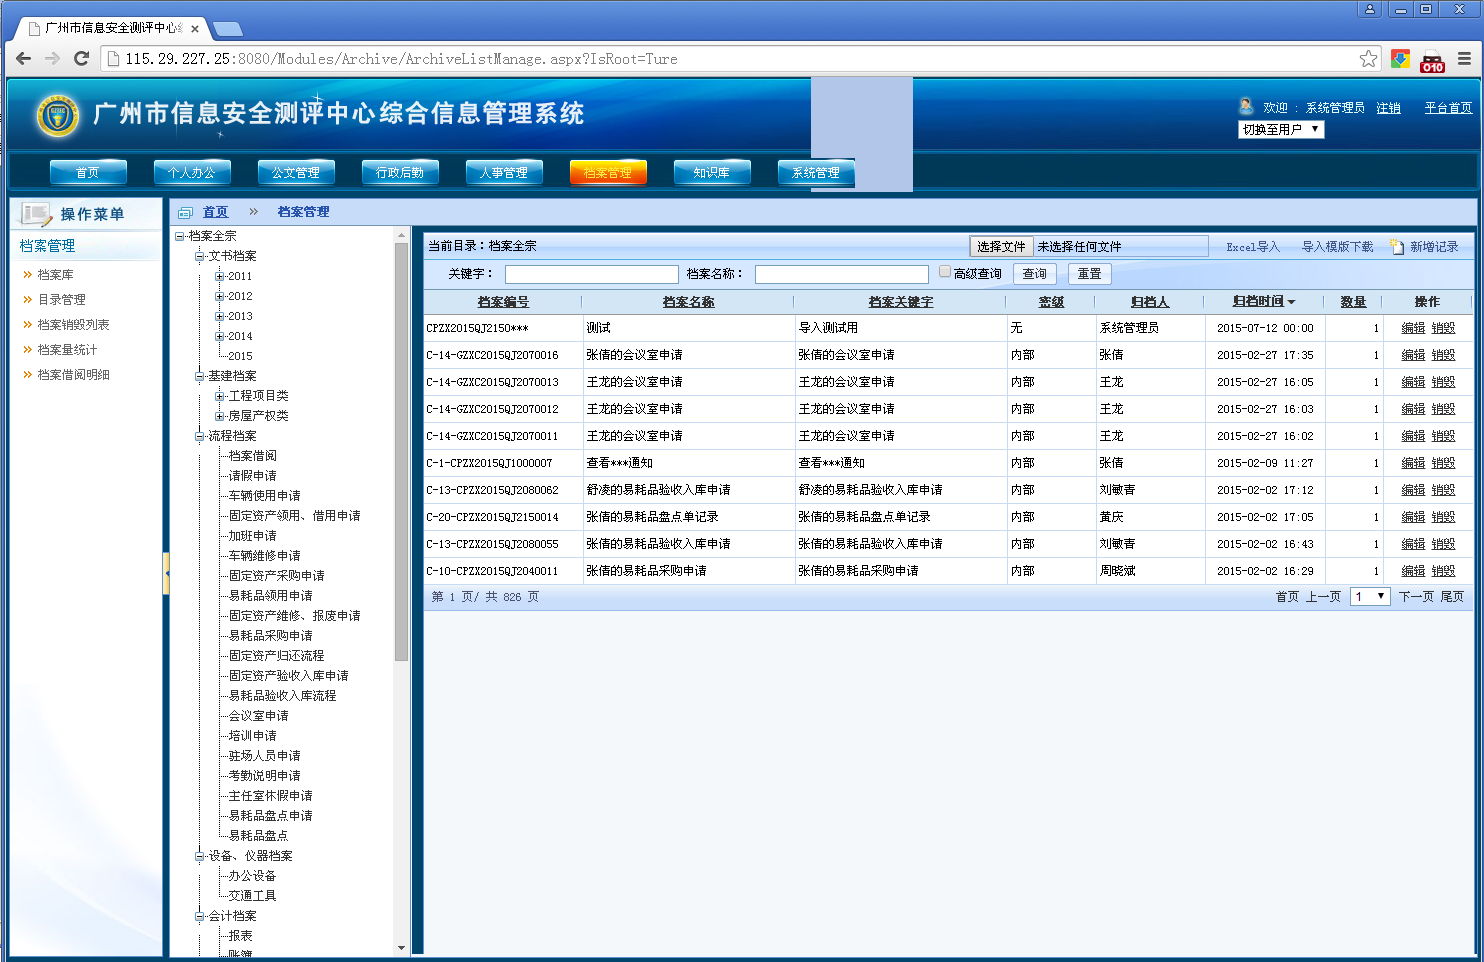 广州市信息安全测评中心
115.29.227.25:8080/Modules/Archive/ArchiveListManage.aspx?IsRoot=Ture
010
广州市信息安全测评中心综合信息管理系统
欢迎 : 系统管理员 注销 平台首页
切换至用户
首页 个人办公 公文管理 行政后勤 人事管理 档案管理 知识库 系统管理
操作菜单
档案管理
档案库
目录管理
档案销毁列表
档案量统计
档案借阅明细
首页 » 档案管理
档案全宗
文书档案
2011
2012
2013
2014
2015
基建档案
工程项目类
房屋产权类
流程档案
档案借阅
请假申请
车辆使用申请
固定资产领用、借用申请
加班申请
车辆维修申请
固定资产采购申请
易耗品领用申请
固定资产维修、报废申请
易耗品采购申请
固定资产归还流程
固定资产验收入库申请
易耗品验收入库流程
会议室申请
培训申请
驻场人员申请
考勤说明申请
主任室休假申请
易耗品盘点申请
易耗品盘点
设备、仪器档案
办公设备
交通工具
会计档案
报表
账簿
当前目录：档案全宗 选择文件 未选择任何文件 Excel导入 导入模版下载 新增记录
关键字： 档案名称： 高级查询 查询 重置
档案编号 档案名称 档案关键字 密级 归档人 归档时间 数量 操作
CPZX2015QJ2150*** 测试 导入测试用 无 系统管理员 2015-07-12 00:00 1 编辑 销毁
C-14-GZXC2015QJ2070016 张倩的会议室申请 张倩的会议室申请 内部 张倩 2015-02-27 17:35 1 编辑 销毁
C-14-GZXC2015QJ2070013 王龙的会议室申请 王龙的会议室申请 内部 王龙 2015-02-27 16:05 1 编辑 销毁
C-14-GZXC2015QJ2070012 王龙的会议室申请 王龙的会议室申请 内部 王龙 2015-02-27 16:03 1 编辑 销毁
C-14-GZXC2015QJ2070011 王龙的会议室申请 王龙的会议室申请 内部 王龙 2015-02-27 16:02 1 编辑 销毁
C-1-CPZX2015QJ1000007 查看***通知 查看***通知 内部 张倩 2015-02-09 11:27 1 编辑 销毁
C-13-CPZX2015QJ2080062 舒凌的易耗品验收入库申请 舒凌的易耗品验收入库申请 内部 刘敏青 2015-02-02 17:12 1 编辑 销毁
C-20-CPZX2015QJ2150014 张倩的易耗品盘点单记录 张倩的易耗品盘点单记录 内部 黄庆 2015-02-02 17:05 1 编辑 销毁
C-13-CPZX2015QJ2080055 张倩的易耗品验收入库申请 张倩的易耗品验收入库申请 内部 刘敏青 2015-02-02 16:43 1 编辑 销毁
C-10-CPZX2015QJ2040011 张倩的易耗品采购申请 张倩的易耗品采购申请 内部 周晓斌 2015-02-02 16:29 1 编辑 销毁
第 1 页/ 共 826 页 首页 上一页 1 下一页 尾页